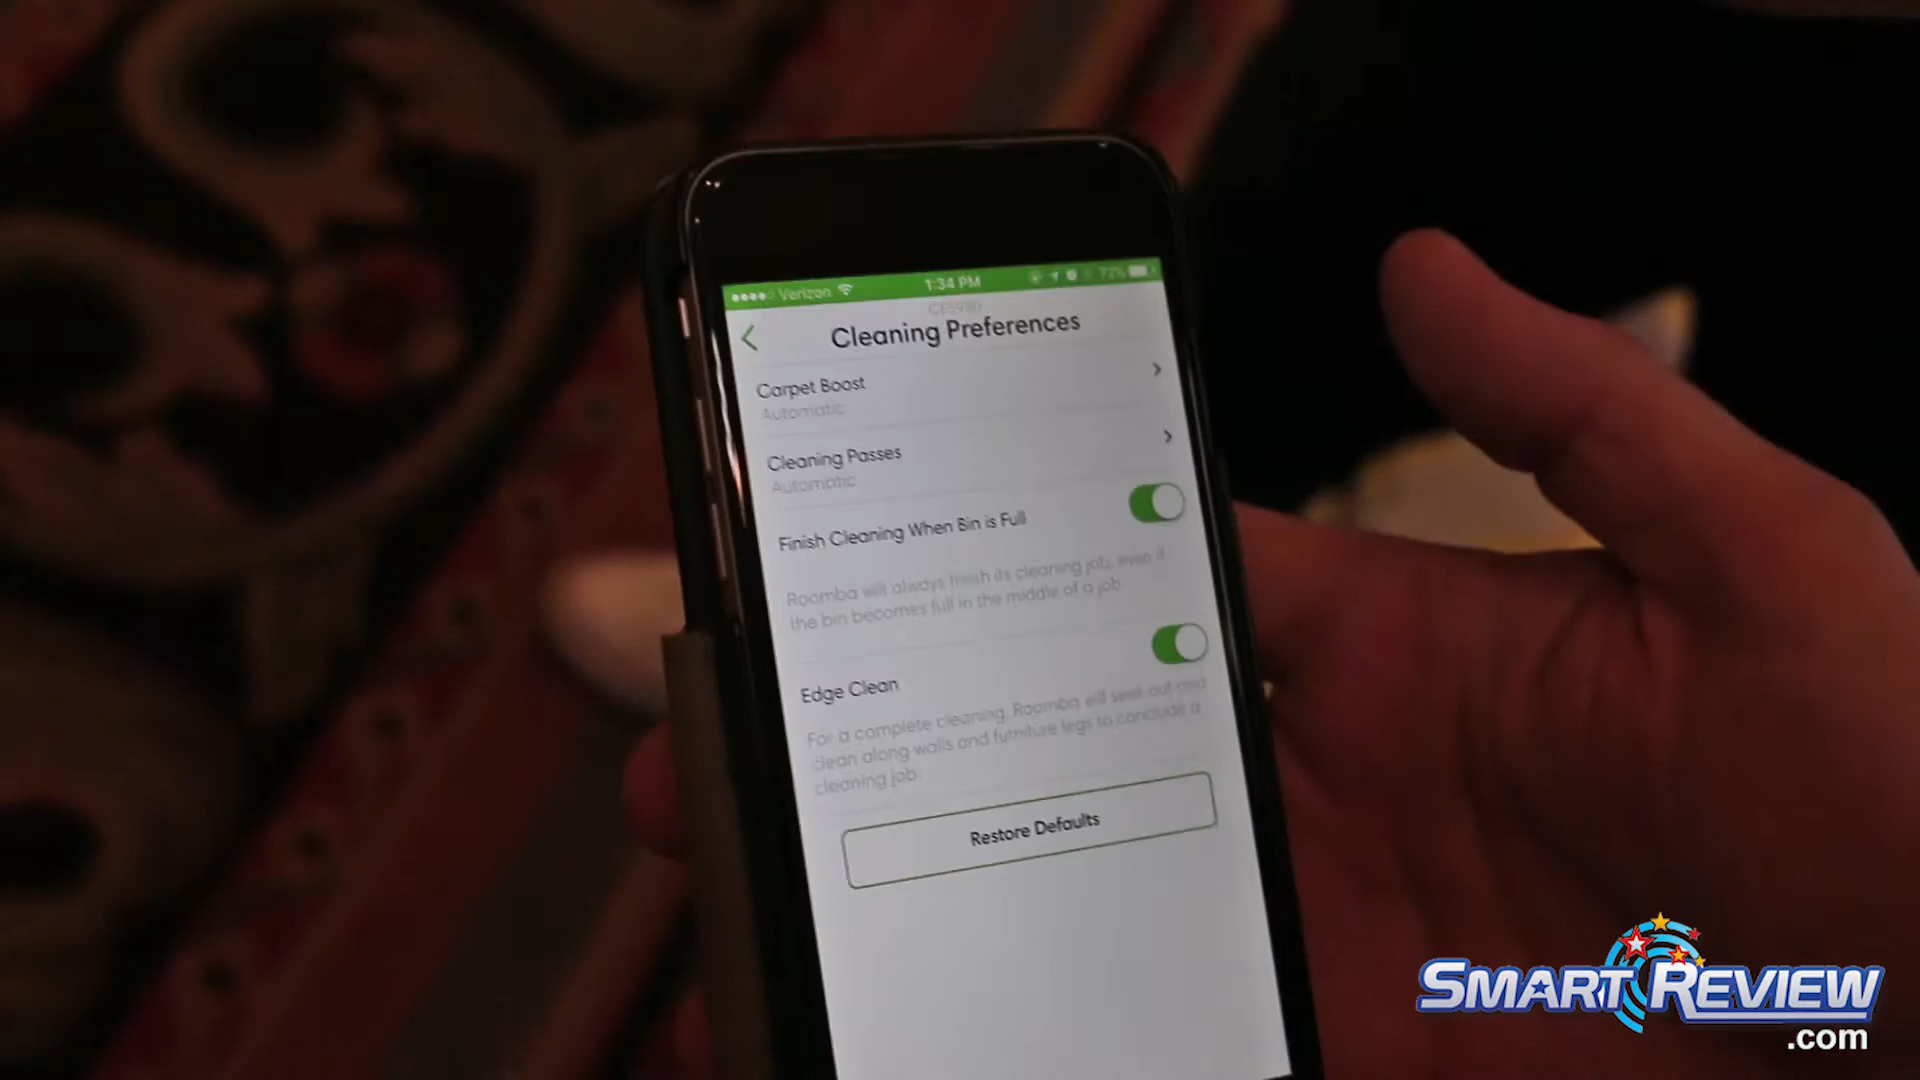 Verizon 1:34 PM 72%
Cleaning Preferences
Carpet Boost
Automatic
Cleaning Passes
Automatic
Finish Cleaning When Bin is Full
Roomba will always finish its cleaning job, even if
the bin becomes full in the middle of a job
Edge Clean
For a complete cleaning, Roomba will seek out and
clean along walls and furniture legs to conclude a
cleaning job.
Restore Defaults
SMART REVIEW
.com